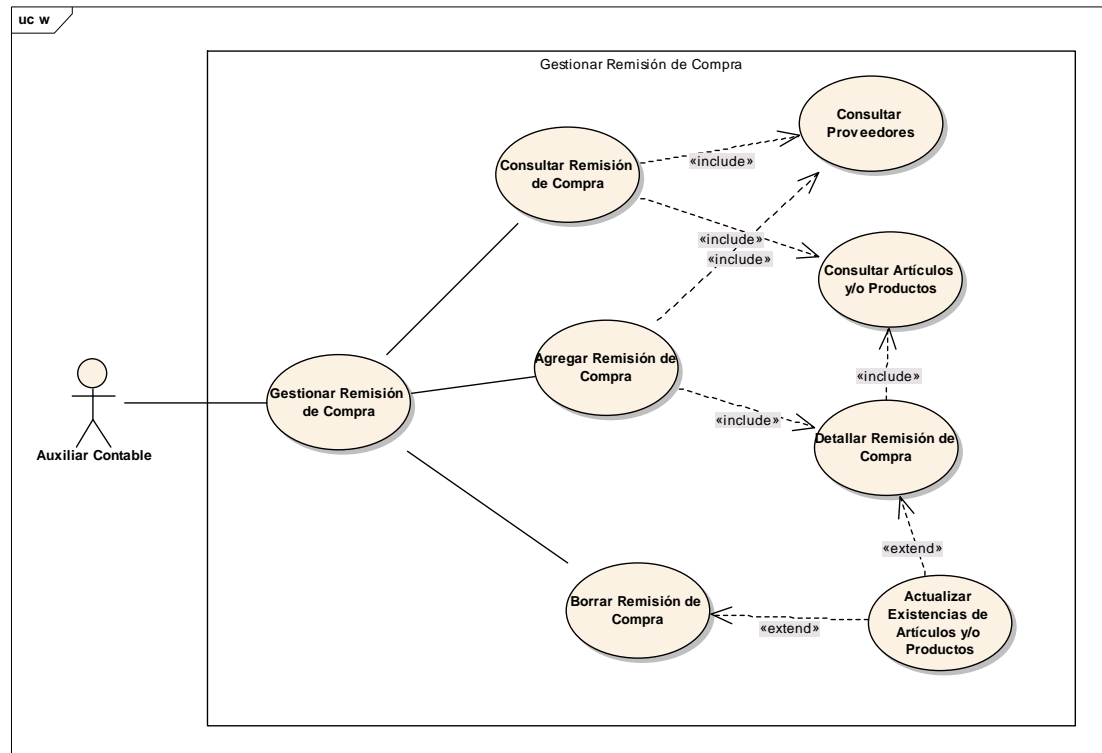 uc w
Gestionar Remisión de Compra
Consultar
Proveedores
Consultar Remisión
de Compra
«include»
«include»
«include»
Consultar Artículos
y/o Productos
Agregar Remisión de
Compra
Gestionar Remisión
de Compra
«include»
«include»
Auxiliar Contable
Detallar Remisión de
Compra
«extend»
Borrar Remisión de
Compra
«extend»
Actualizar
Existencias de
Artículos y/o
Productos